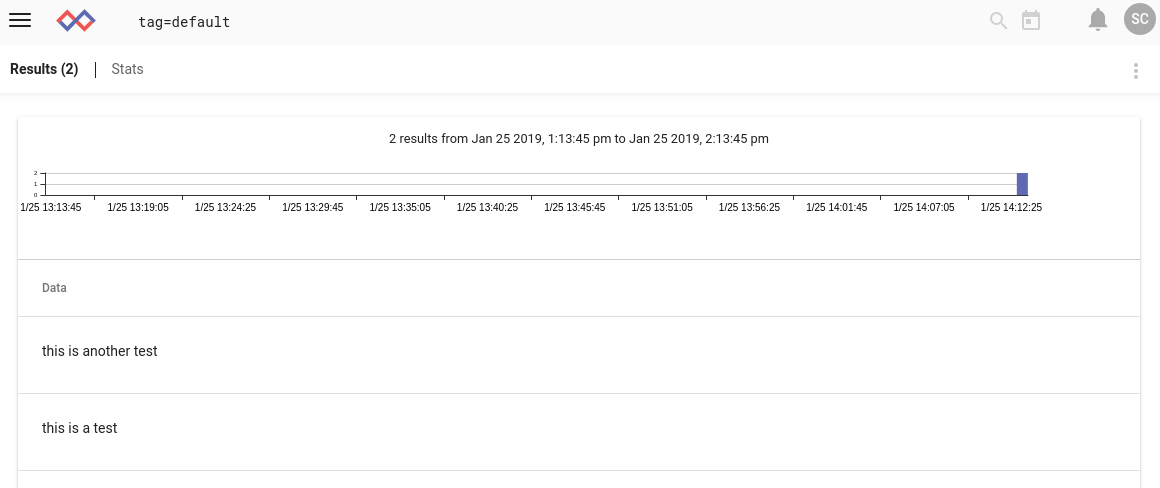 tag=default
SC
Results (2)
Stats
2 results from Jan 25 2019, 1:13:45 pm to Jan 25 2019, 2:13:45 pm
2
1
0
1/25 13:13:45 1/25 13:19:05 1/25 13:24:25 1/25 13:29:45 1/25 13:35:05 1/25 13:40:25 1/25 13:45:45 1/25 13:51:05 1/25 13:56:25 1/25 14:01:45 1/25 14:07:05 1/25 14:12:25
Data
this is another test
this is a test